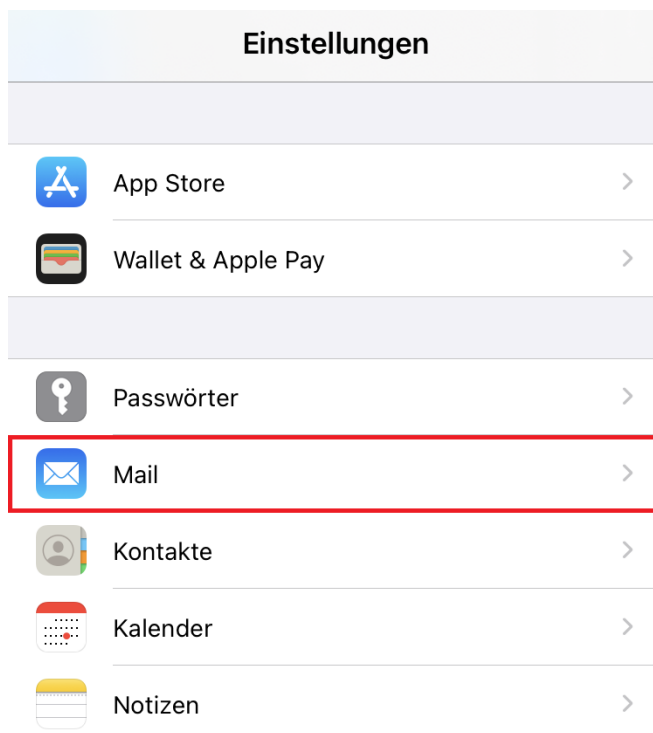 Einstellungen
App Store
Wallet & Apple Pay
Passwörter
Mail
Kontakte
Kalender
Notizen